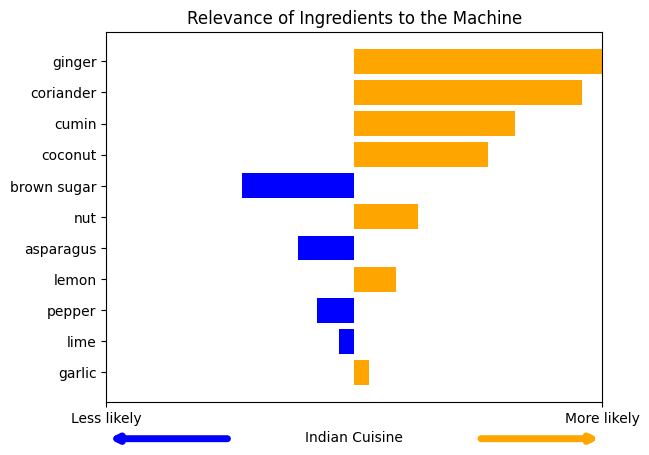 Relevance of Ingredients to the Machine
ginger
coriander
cumin
coconut
brown sugar
nut
asparagus
lemon
pepper
lime
garlic
Less likely
More likely
Indian Cuisine